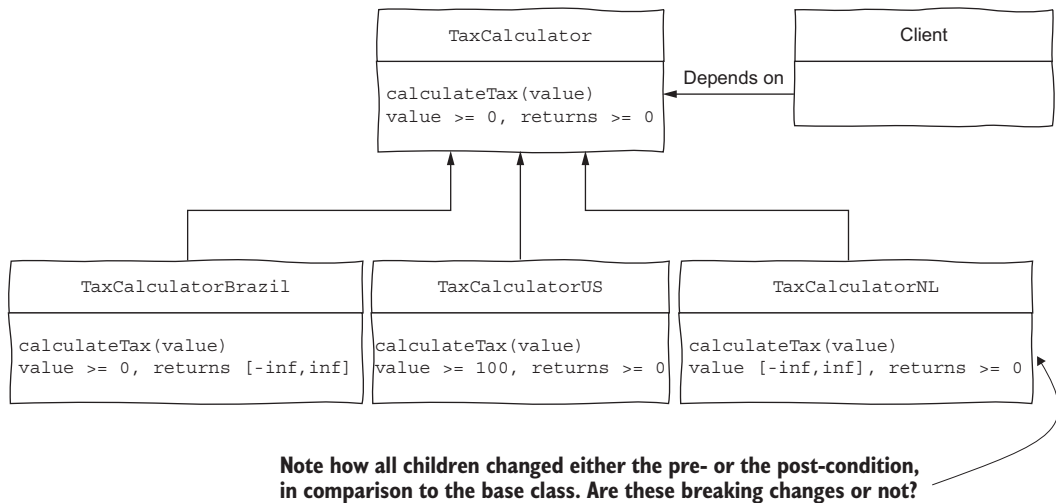 TaxCalculator
calculateTax(value)
value >= 0, returns >= 0
Client
Depends on
TaxCalculatorBrazil
calculateTax(value)
value >= 0, returns [-inf,inf]
TaxCalculatorUS
calculateTax(value)
value >= 100, returns >= 0
TaxCalculatorNL
calculateTax(value)
value [-inf,inf], returns >= 0
Note how all children changed either the pre- or the post-condition,
in comparison to the base class. Are these breaking changes or not?